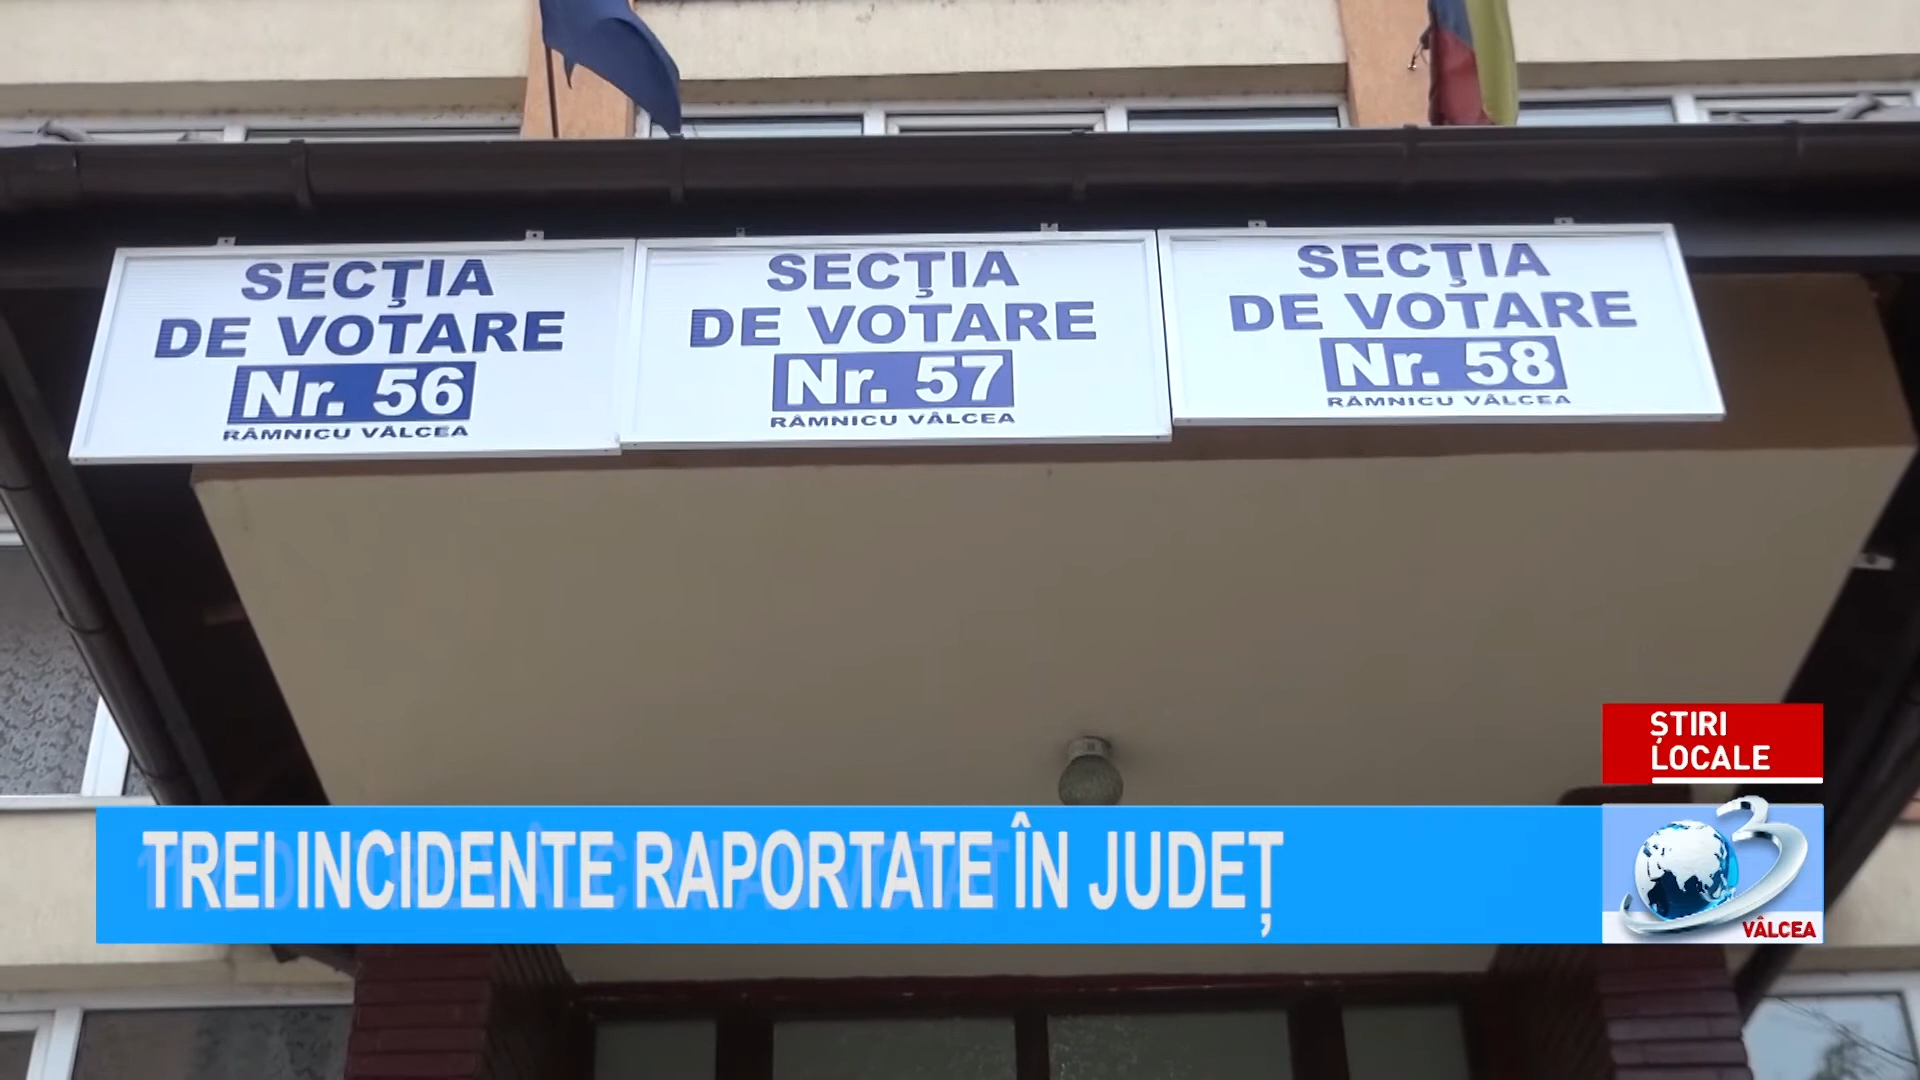 SECŢIA
DE VOTARE
Nr. 56
RÂMNICU VÂLCEA
SECŢIA
DE VOTARE
Nr. 57
RÂMNICU VÂLCEA
SECŢIA
DE VOTARE
Nr. 58
RÂMNICU VÂLCEA
ȘTIRI
LOCALE
TREI INCIDENTE RAPORTATE ÎN JUDEȚ
3
VÂLCEA